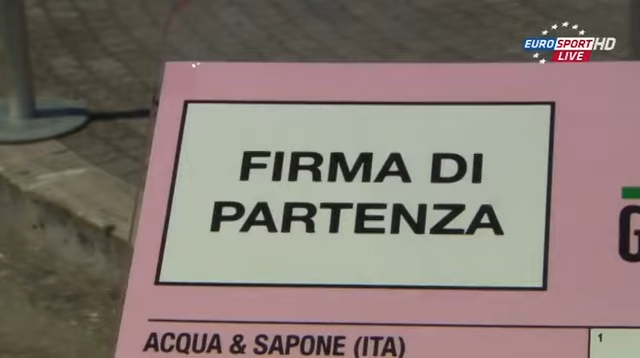 EUROSPORT HD
LIVE
FIRMA DI
PARTENZA
G
ACQUA & SAPONE (ITA)
1